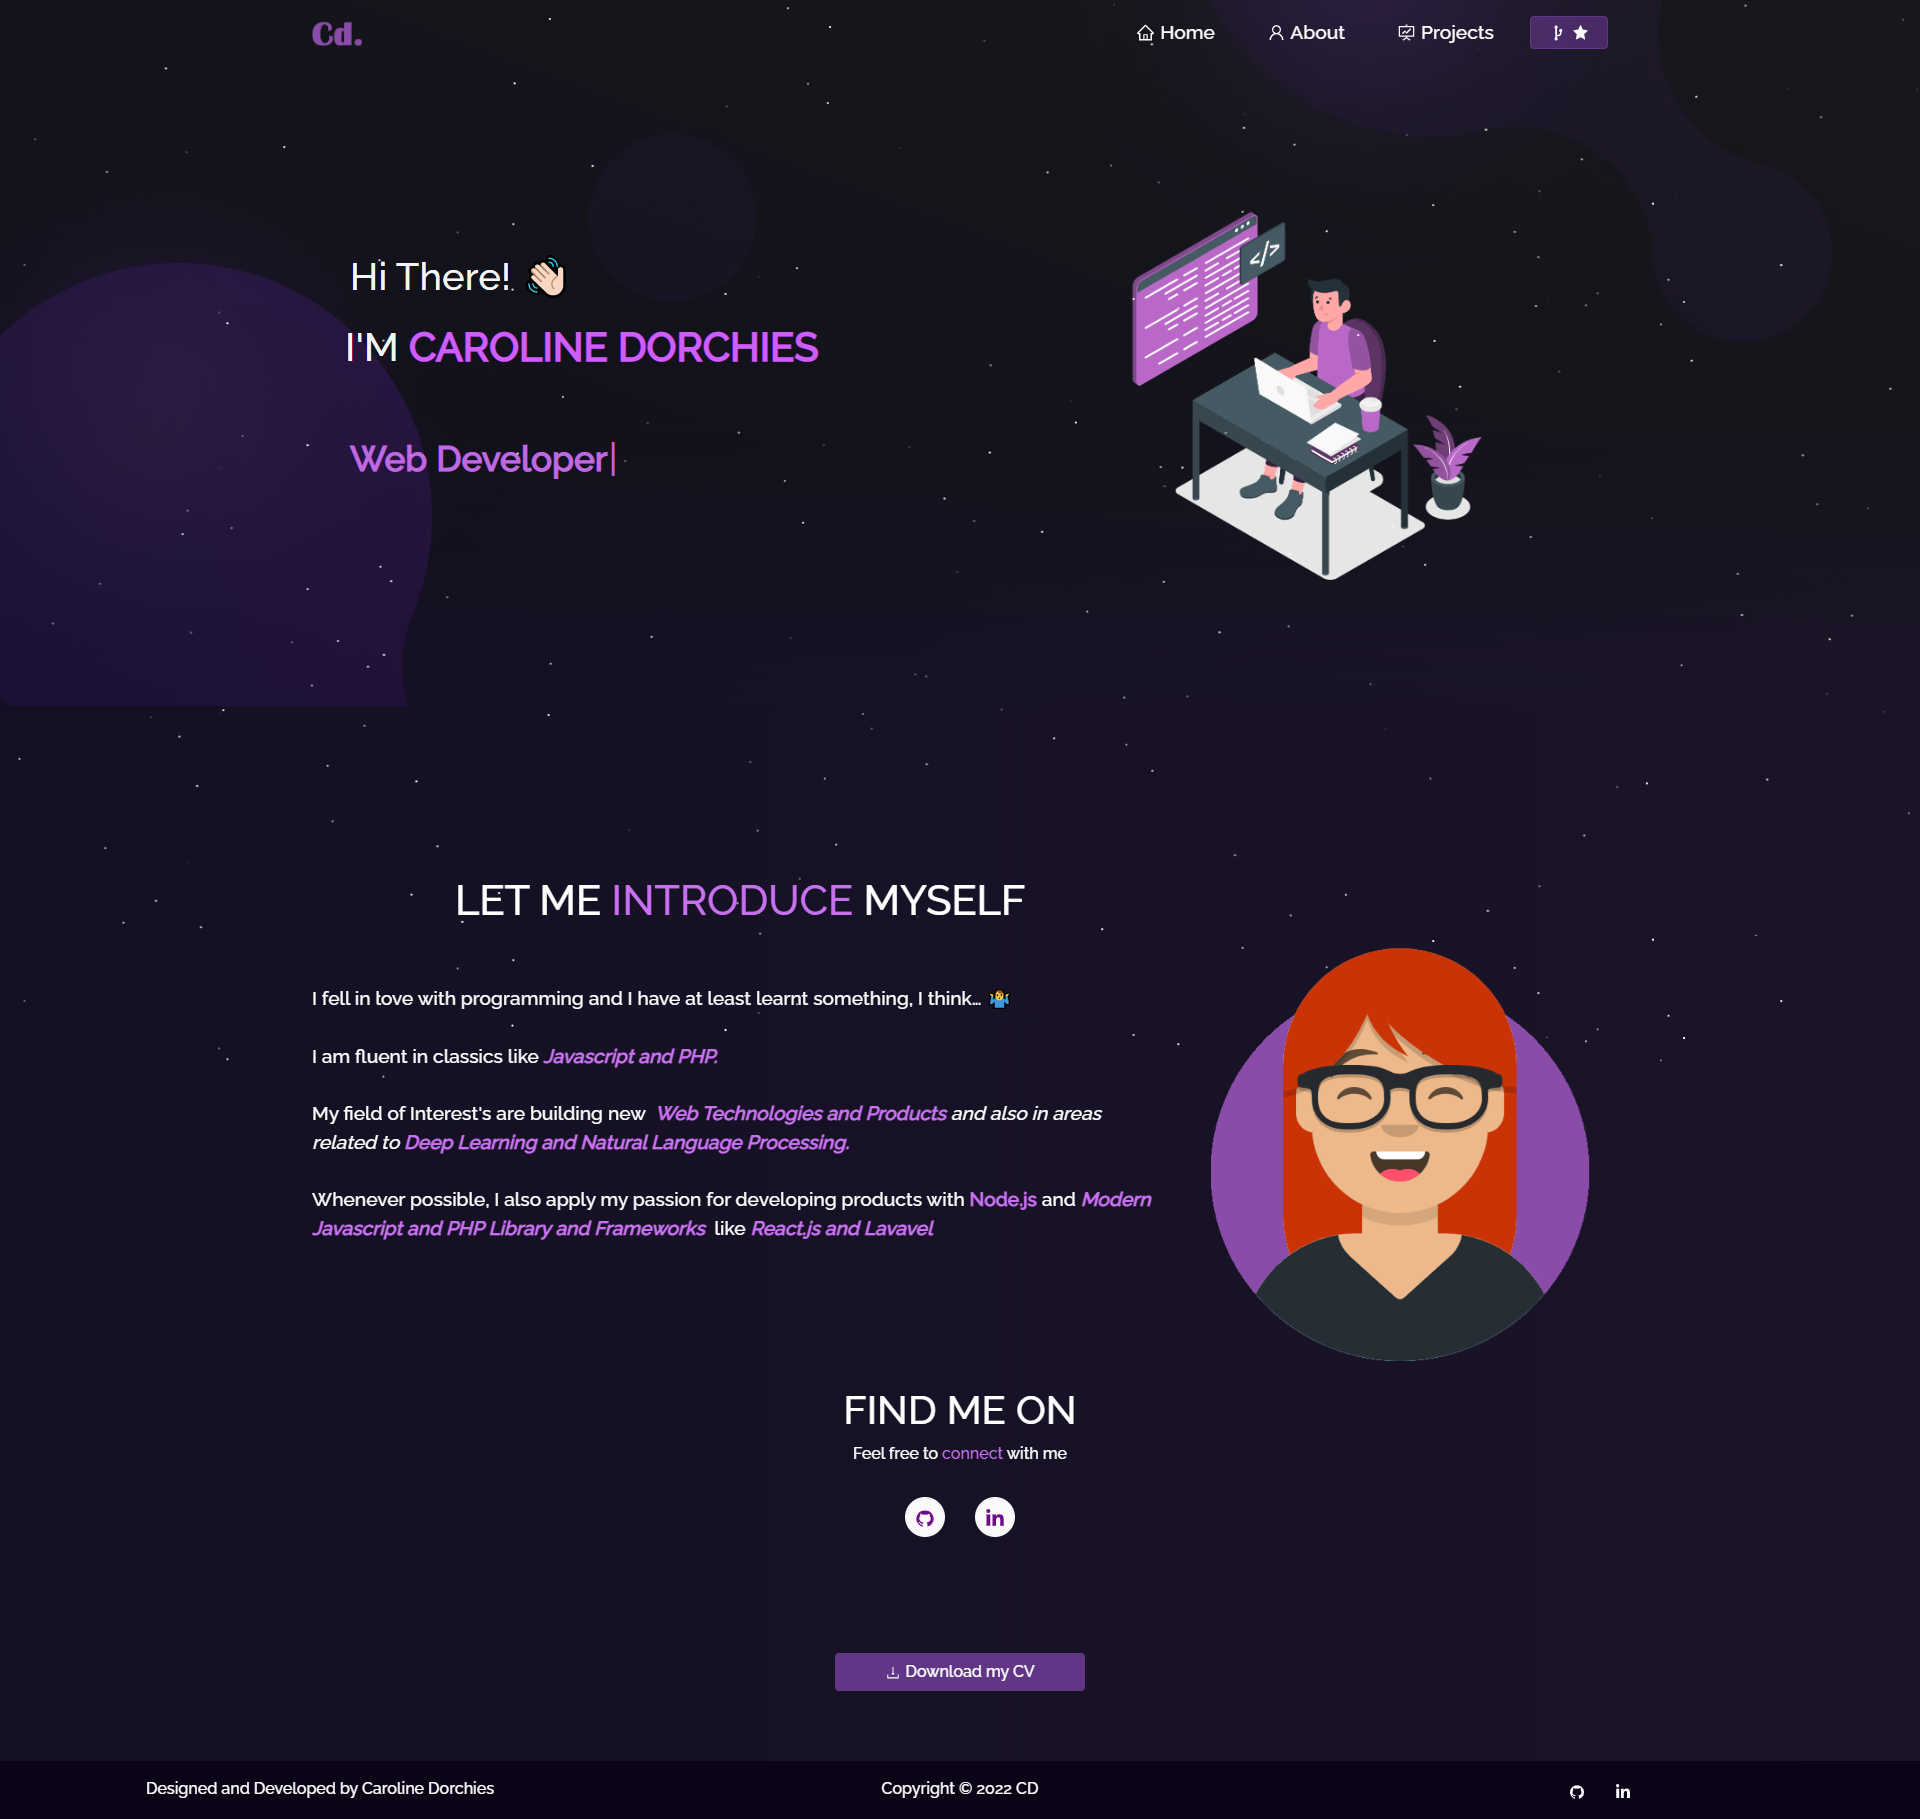 Cd.
Home
About
Projects
Hi There! 👋🏻
</>
I'M CAROLINE DORCHIES
Web Developer|
LET ME INTRODUCE MYSELF
I fell in love with programming and I have at least learnt something, I think… 🤷‍♂️
I am fluent in classics like Javascript and PHP.
My field of Interest's are building new Web Technologies and Products and also in areas
related to Deep Learning and Natural Language Processing.
Whenever possible, I also apply my passion for developing products with Node.js and Modern
Javascript and PHP Library and Frameworks like React.js and Lavavel
FIND ME ON
Feel free to connect with me
in
Download my CV
Designed and Developed by Caroline Dorchies
Copyright © 2022 CD
in